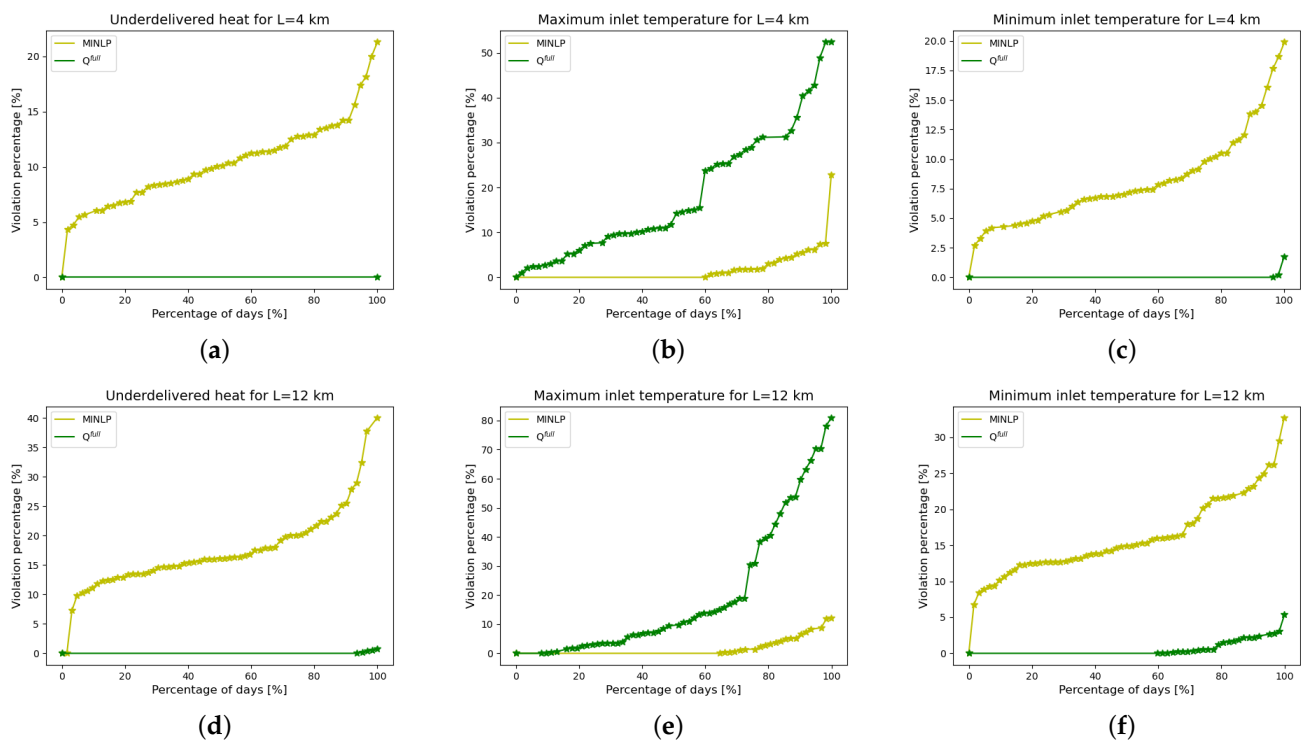 Underdelivered heat for L=4 km
MINLP
Q^full
Violation percentage [%]
20
15
10
5
0
0 20 40 60 80 100
Percentage of days [%]
(a)
Maximum inlet temperature for L=4 km
MINLP
Q^full
Violation percentage [%]
50
40
30
20
10
0
0 20 40 60 80 100
Percentage of days [%]
(b)
Minimum inlet temperature for L=4 km
MINLP
Q^full
Violation percentage [%]
20.0
17.5
15.0
12.5
10.0
7.5
5.0
2.5
0.0
0 20 40 60 80 100
Percentage of days [%]
(c)
Underdelivered heat for L=12 km
MINLP
Q^full
Violation percentage [%]
40
35
30
25
20
15
10
5
0
0 20 40 60 80 100
Percentage of days [%]
(d)
Maximum inlet temperature for L=12 km
MINLP
Q^full
Violation percentage [%]
80
70
60
50
40
30
20
10
0
0 20 40 60 80 100
Percentage of days [%]
(e)
Minimum inlet temperature for L=12 km
MINLP
Q^full
Violation percentage [%]
30
25
20
15
10
5
0
0 20 40 60 80 100
Percentage of days [%]
(f)